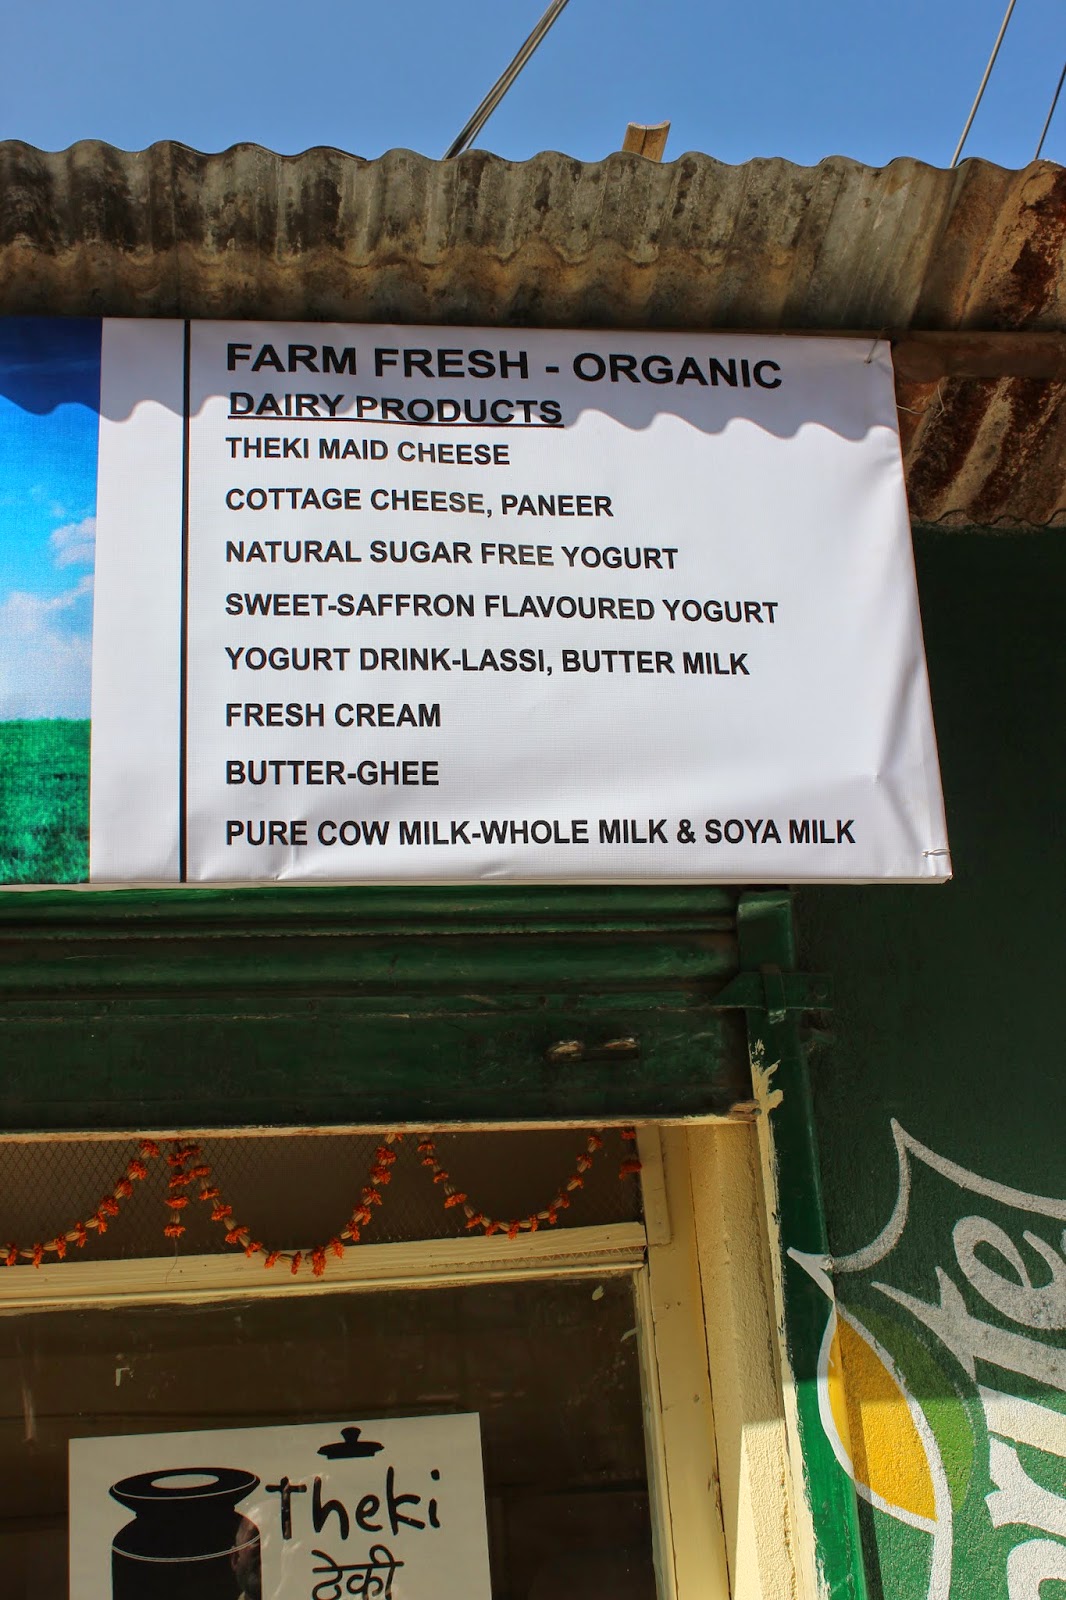 FARM FRESH - ORGANIC
DAIRY PRODUCTS
THEKI MAID CHEESE
COTTAGE CHEESE, PANEER
NATURAL SUGAR FREE YOGURT
SWEET-SAFFRON FLAVOURED YOGURT
YOGURT DRINK-LASSI, BUTTER MILK
FRESH CREAM
BUTTER-GHEE
PURE COW MILK-WHOLE MILK & SOYA MILK
Theki
ठेकी